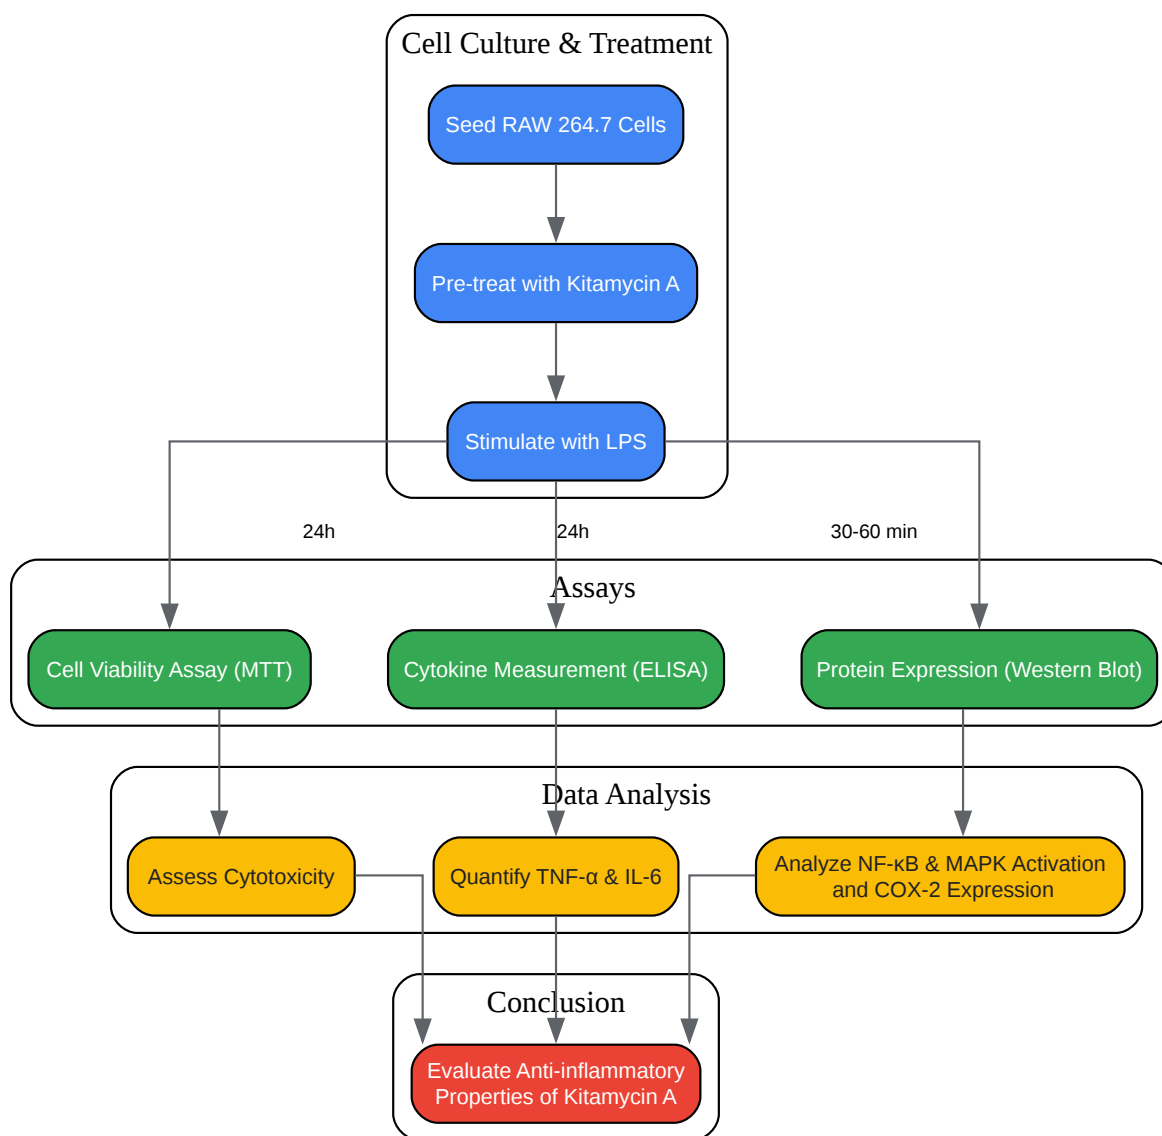 Cell Culture & Treatment
Seed RAW 264.7 Cells
Pre-treat with Kitamycin A
Stimulate with LPS
24h
24h
30-60 min
Assays
Cell Viability Assay (MTT)
Cytokine Measurement (ELISA)
Protein Expression (Western Blot)
Data Analysis
Assess Cytotoxicity
Quantify TNF-α & IL-6
Analyze NF-κB & MAPK Activation
and COX-2 Expression
Conclusion
Evaluate Anti-inflammatory
Properties of Kitamycin A